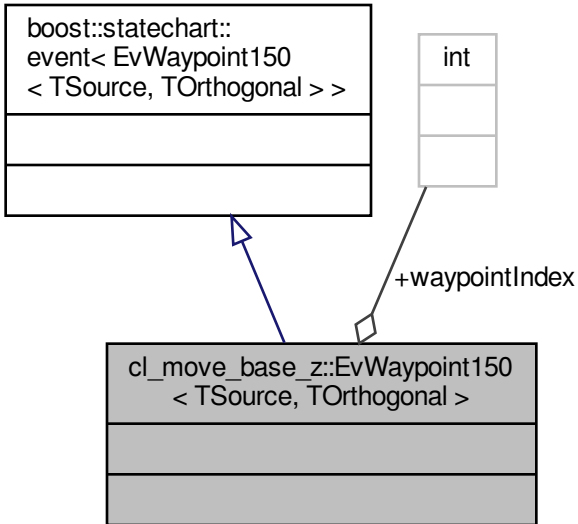 boost::statechart::
event< EvWaypoint150
< TSource, TOrthogonal > >
int
+waypointIndex
cl_move_base_z::EvWaypoint150
< TSource, TOrthogonal >